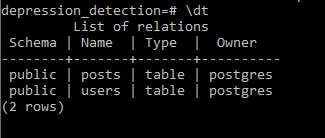 depression_detection=# \dt
List of relations
Schema | Name | Type | Owner
--------+-------+-------+----------
public | posts | table | postgres
public | users | table | postgres
(2 rows)